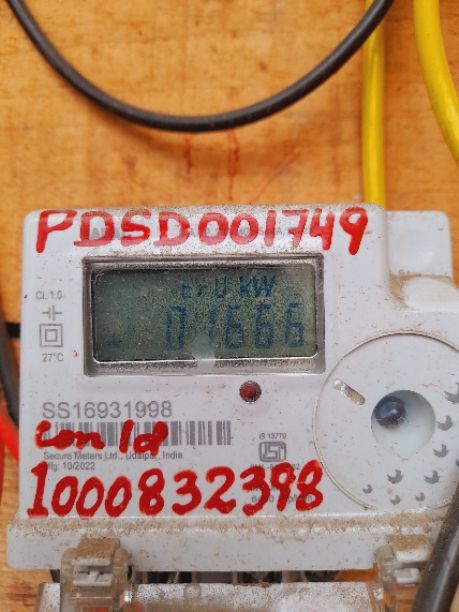 PDSD001749
kW
01666
CL 1.0
27°C
SS16931998
IS 13779
con Id
Secure Meters Ltd., Udaipur, India
Mfg: 10/2022
1000832398